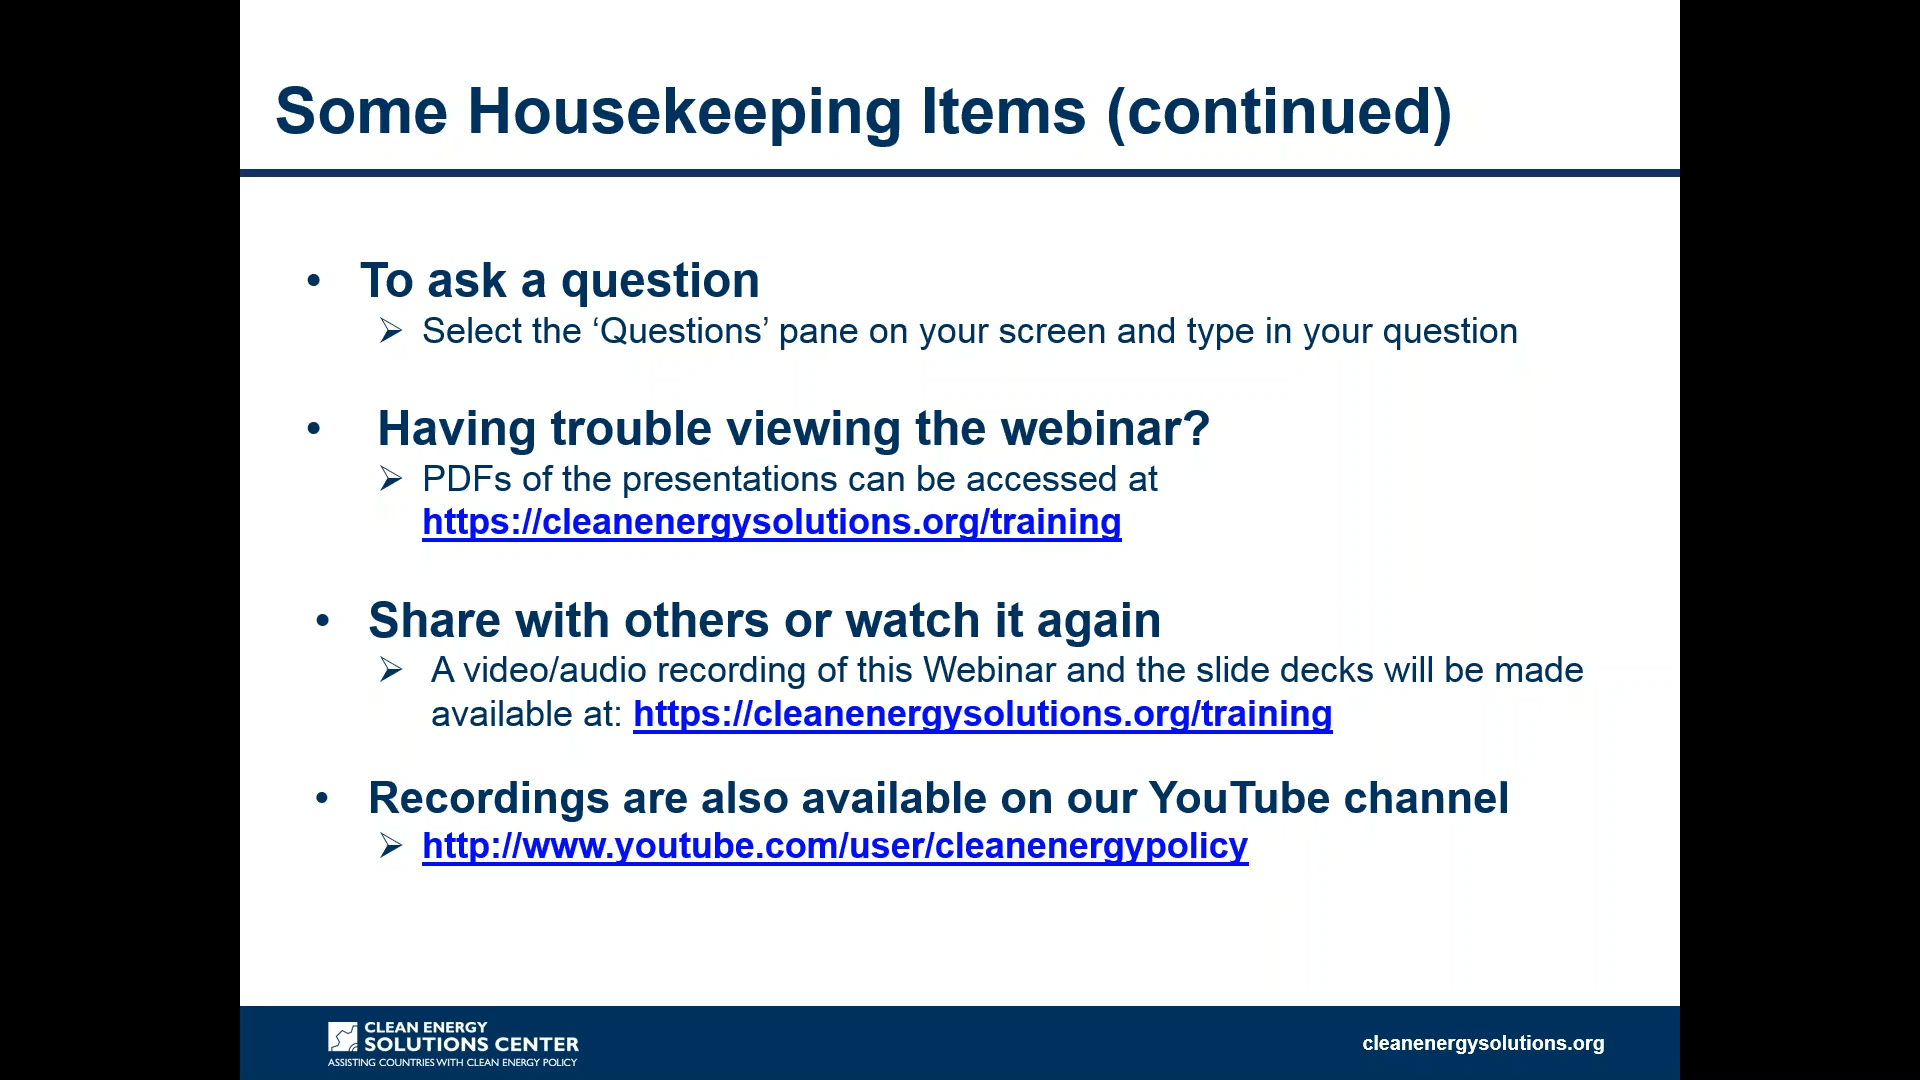 Some Housekeeping Items (continued)
• To ask a question
➢ Select the ‘Questions’ pane on your screen and type in your question
• Having trouble viewing the webinar?
➢ PDFs of the presentations can be accessed at
https://cleanenergysolutions.org/training
• Share with others or watch it again
➢ A video/audio recording of this Webinar and the slide decks will be made
available at: https://cleanenergysolutions.org/training
• Recordings are also available on our YouTube channel
➢ http://www.youtube.com/user/cleanenergypolicy
CLEAN ENERGY
SOLUTIONS CENTER
ASSISTING COUNTRIES WITH CLEAN ENERGY POLICY
cleanenergysolutions.org